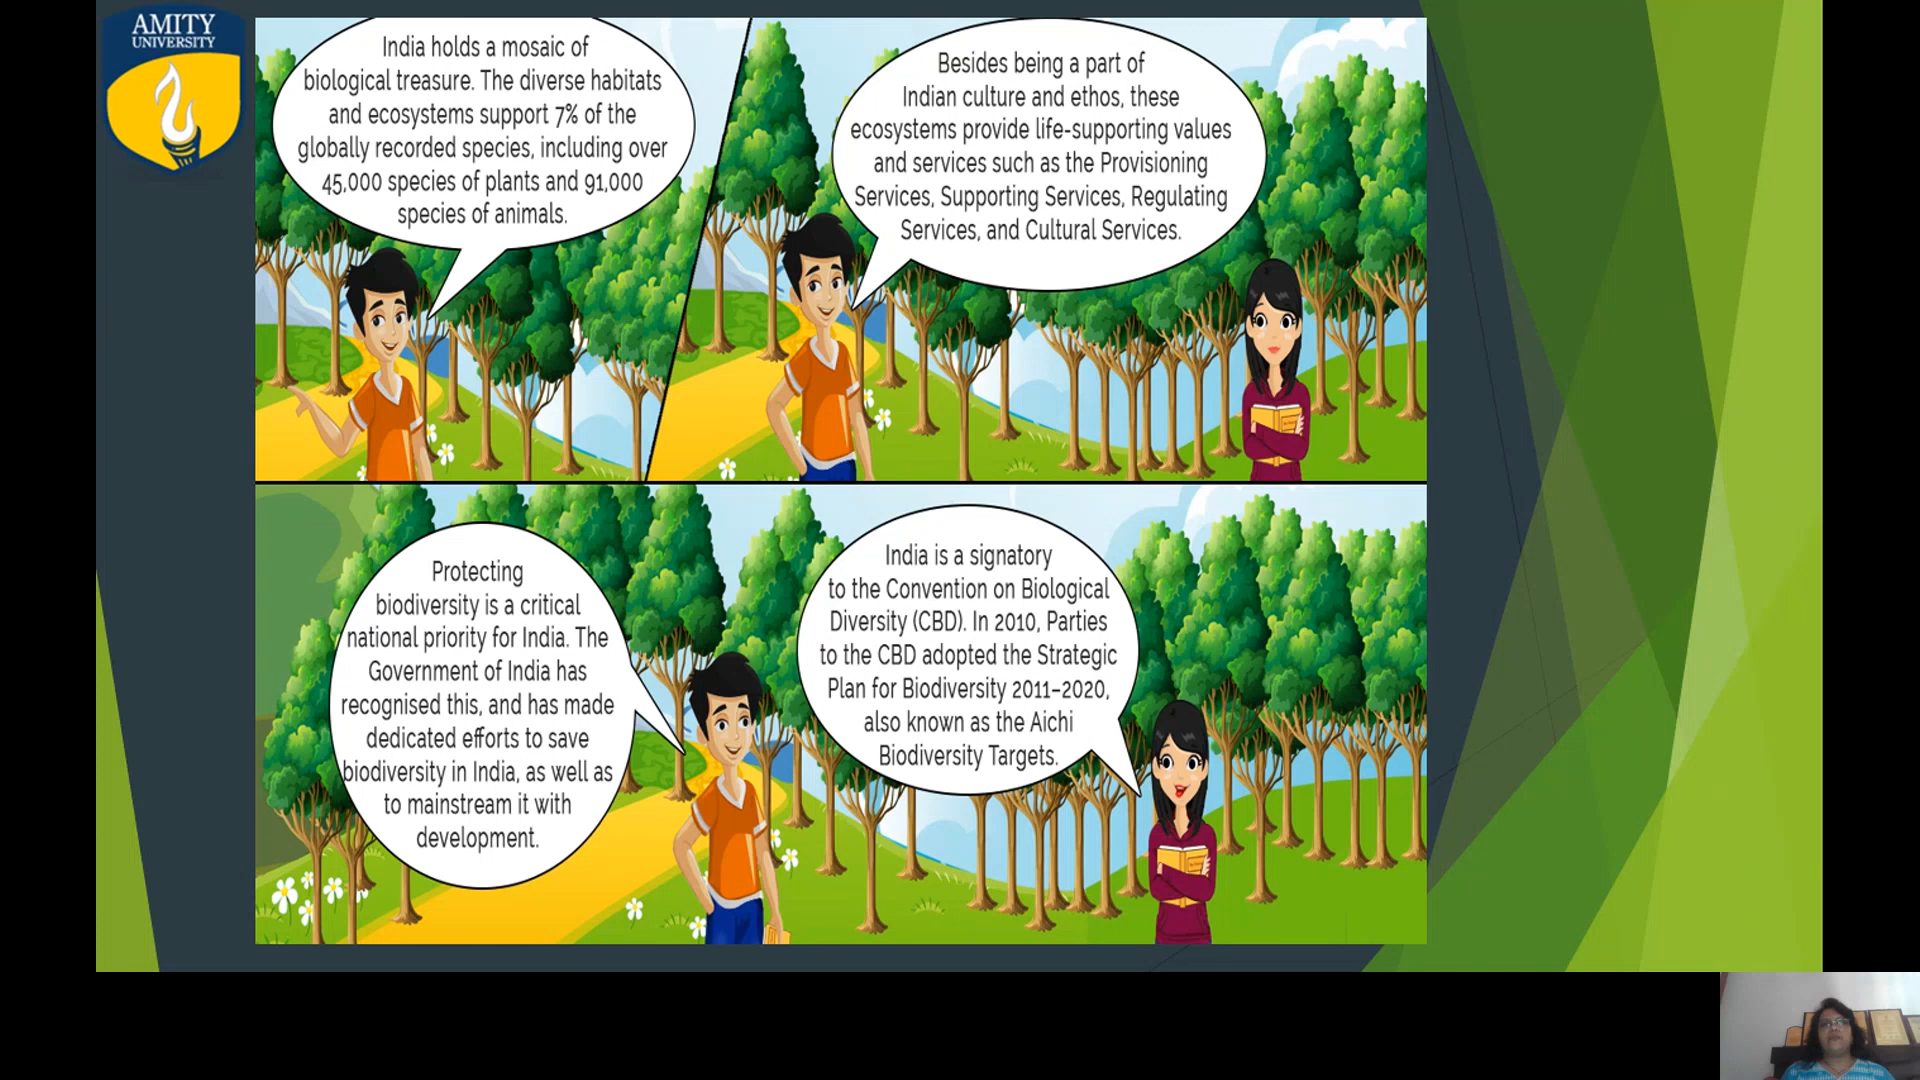 AMITY
UNIVERSITY
India holds a mosaic of
biological treasure. The diverse habitats
and ecosystems support 7% of the
globally recorded species, including over
45,000 species of plants and 91,000
species of animals.
Besides being a part of
Indian culture and ethos, these
ecosystems provide life-supporting values
and services such as the Provisioning
Services, Supporting Services, Regulating
Services, and Cultural Services.
Protecting
biodiversity is a critical
national priority for India. The
Government of India has
recognised this, and has made
dedicated efforts to save
biodiversity in India, as well as
to mainstream it with
development.
India is a signatory
to the Convention on Biological
Diversity (CBD). In 2010, Parties
to the CBD adopted the Strategic
Plan for Biodiversity 2011–2020,
also known as the Aichi
Biodiversity Targets.